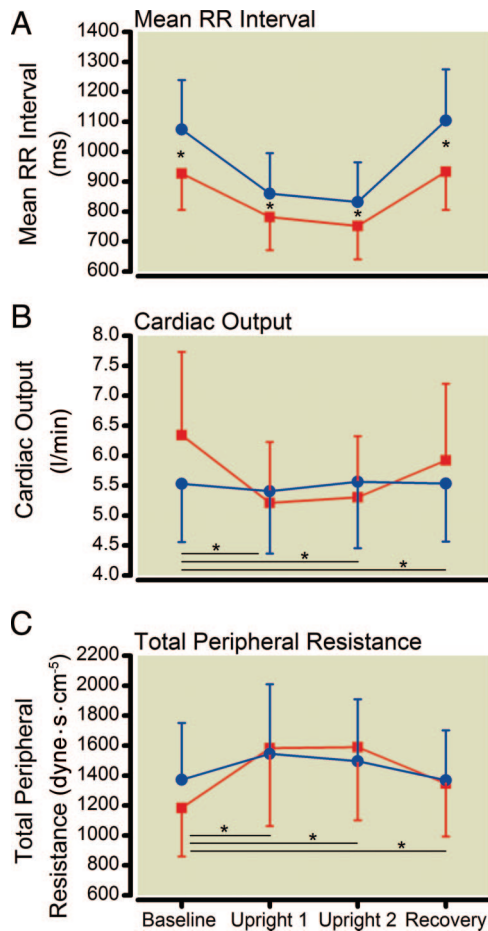 A
Mean RR Interval
Mean RR Interval
(ms)
1400
1300
1200
1100
1000
900
800
700
600
*
*
*
*
B
Cardiac Output
Cardiac Output
(l/min)
8.0
7.5
7.0
6.5
6.0
5.5
5.0
4.5
4.0
*
*
*
C
Total Peripheral Resistance
Total Peripheral
Resistance (dyne·s·cm-5)
2200
2000
1800
1600
1400
1200
1000
800
600
*
*
*
Baseline Upright 1 Upright 2 Recovery